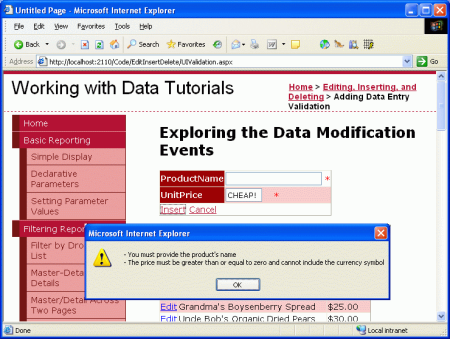 Untitled Page - Microsoft Internet Explorer
File Edit View Favorites Tools Help
Back Search Favorites
Address http://localhost:2110/Code/EditInsertDelete/UIValidation.aspx Go
Working with Data Tutorials
Home > Editing, Inserting, and
Deleting > Adding Data Entry
Validation
Home
Basic Reporting
Simple Display
Declarative
Parameters
Setting Parameter
Values
Filtering Repor
Filter by Dro
List
Master-Deta
Details
Master/Detail Across
Two Pages
Exploring the Data Modification
Events
ProductName *
UnitPrice CHEAP! *
Insert Cancel
Microsoft Internet Explorer
- You must provide the product's name
- The price must be greater than or equal to zero and cannot include the currency symbol
OK
Edit Grandma's Boysenberry Spread $25.00
Edit Uncle Bob's Organic Dried Pears $30.00
Done Local intranet